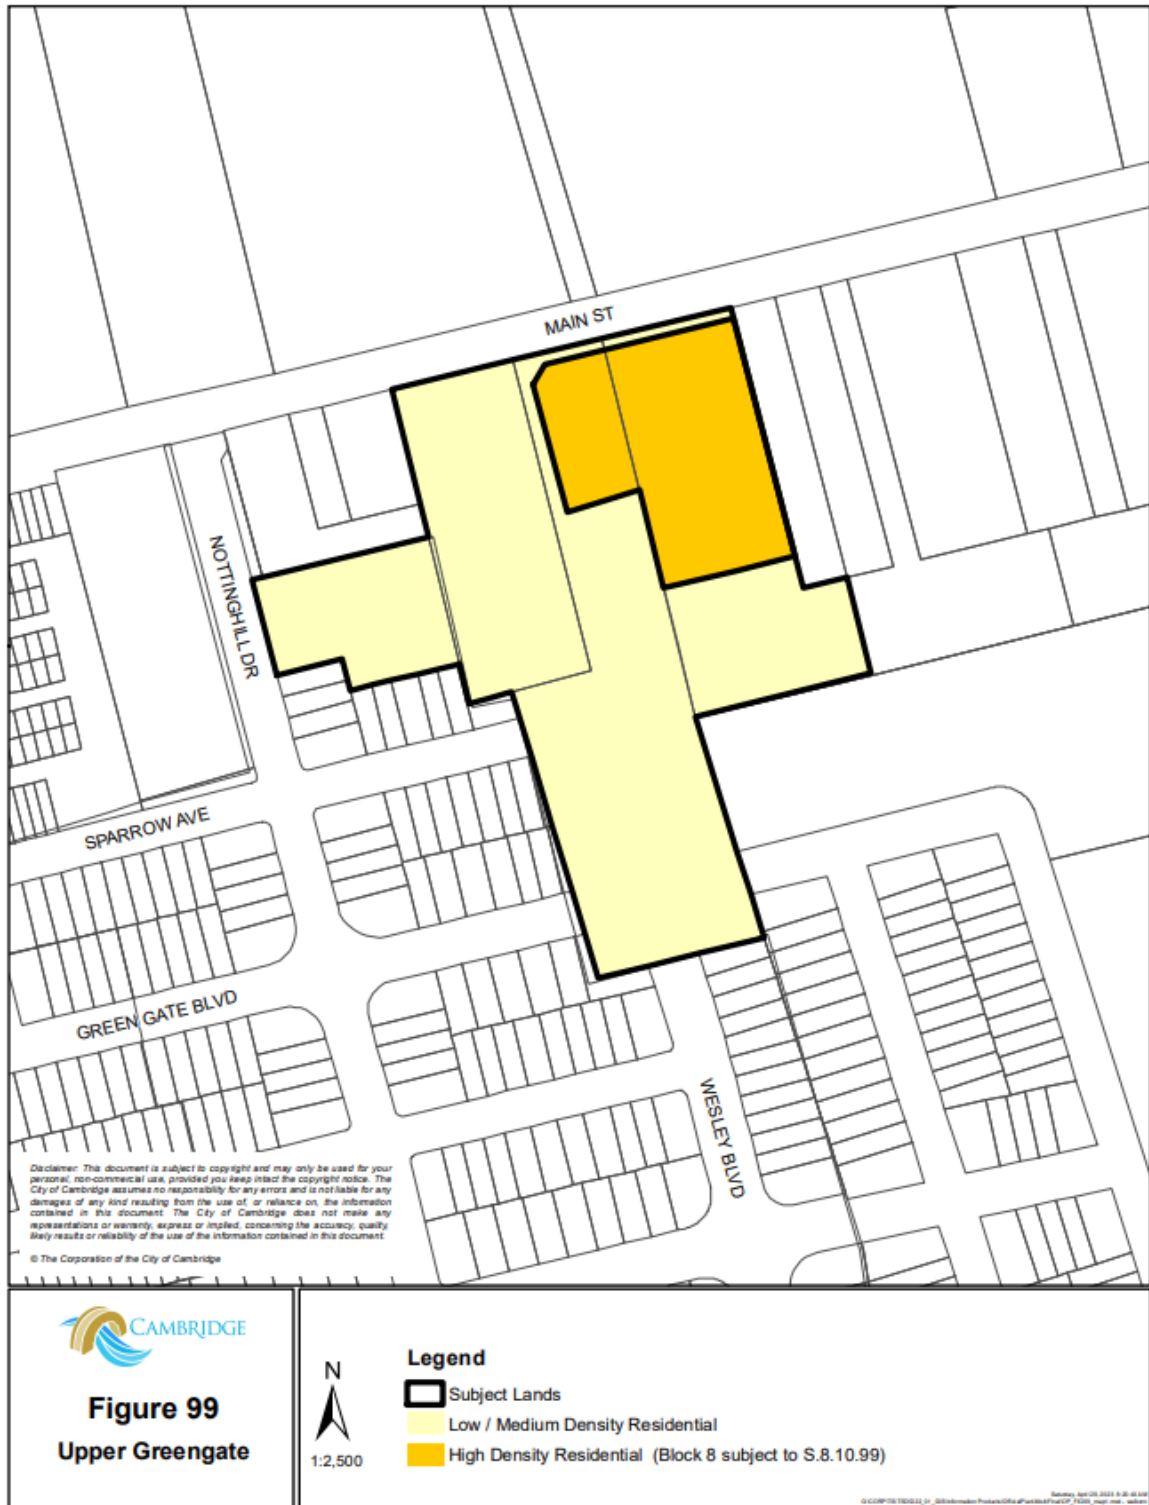 MAIN ST
NOTTINGHILL DR
SPARROW AVE
GREEN GATE BLVD
WESLEY BLVD
Disclaimer: This document is subject to copyright and may only be used for your
personal, non-commercial use, provided you keep intact the copyright notice. The
City of Cambridge assumes no responsibility for any errors and is not liable for any
damages of any kind resulting from the use of, or reliance on, the information
contained in this document. The City of Cambridge does not make any
representations or warranty, express or implied, concerning the accuracy, quality,
likely results or reliability of the use of the information contained in this document.
© The Corporation of the City of Cambridge
CAMBRIDGE
Figure 99
Upper Greengate
N
1:2,500
Legend
Subject Lands
Low / Medium Density Residential
High Density Residential (Block 8 subject to S.8.10.99)